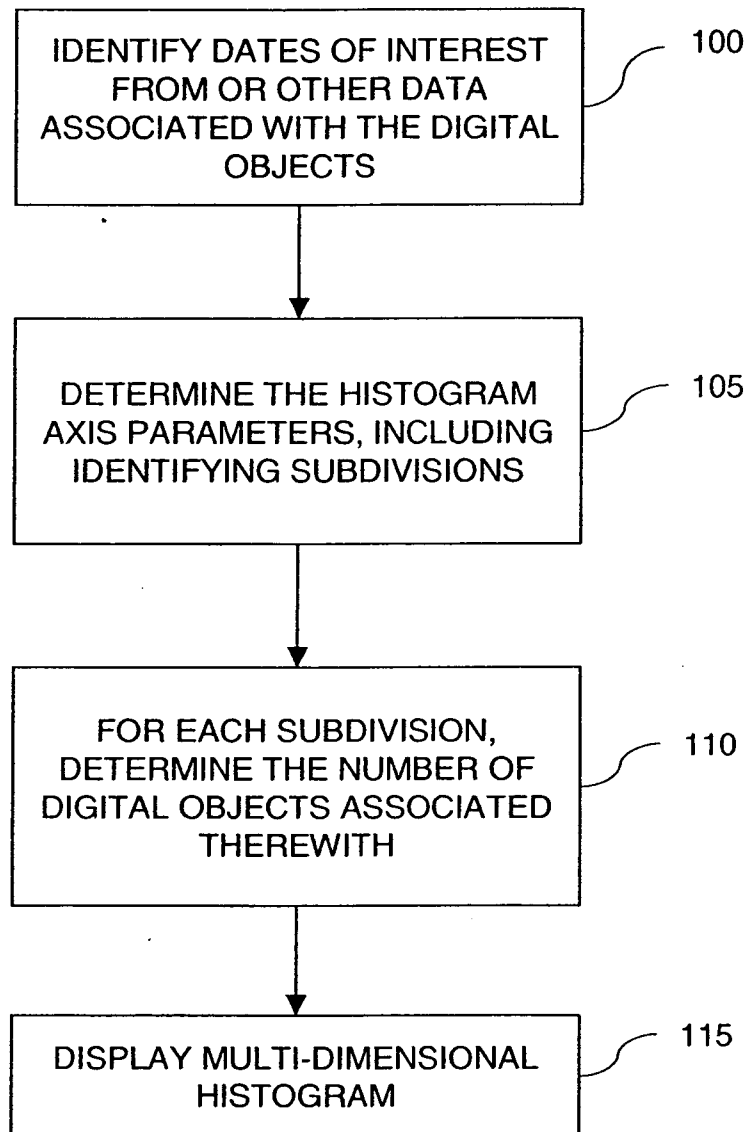 IDENTIFY DATES OF INTEREST
FROM OR OTHER DATA
ASSOCIATED WITH THE DIGITAL
OBJECTS
100
DETERMINE THE HISTOGRAM
AXIS PARAMETERS, INCLUDING
IDENTIFYING SUBDIVISIONS
105
FOR EACH SUBDIVISION,
DETERMINE THE NUMBER OF
DIGITAL OBJECTS ASSOCIATED
THEREWITH
110
DISPLAY MULTI-DIMENSIONAL
HISTOGRAM
115